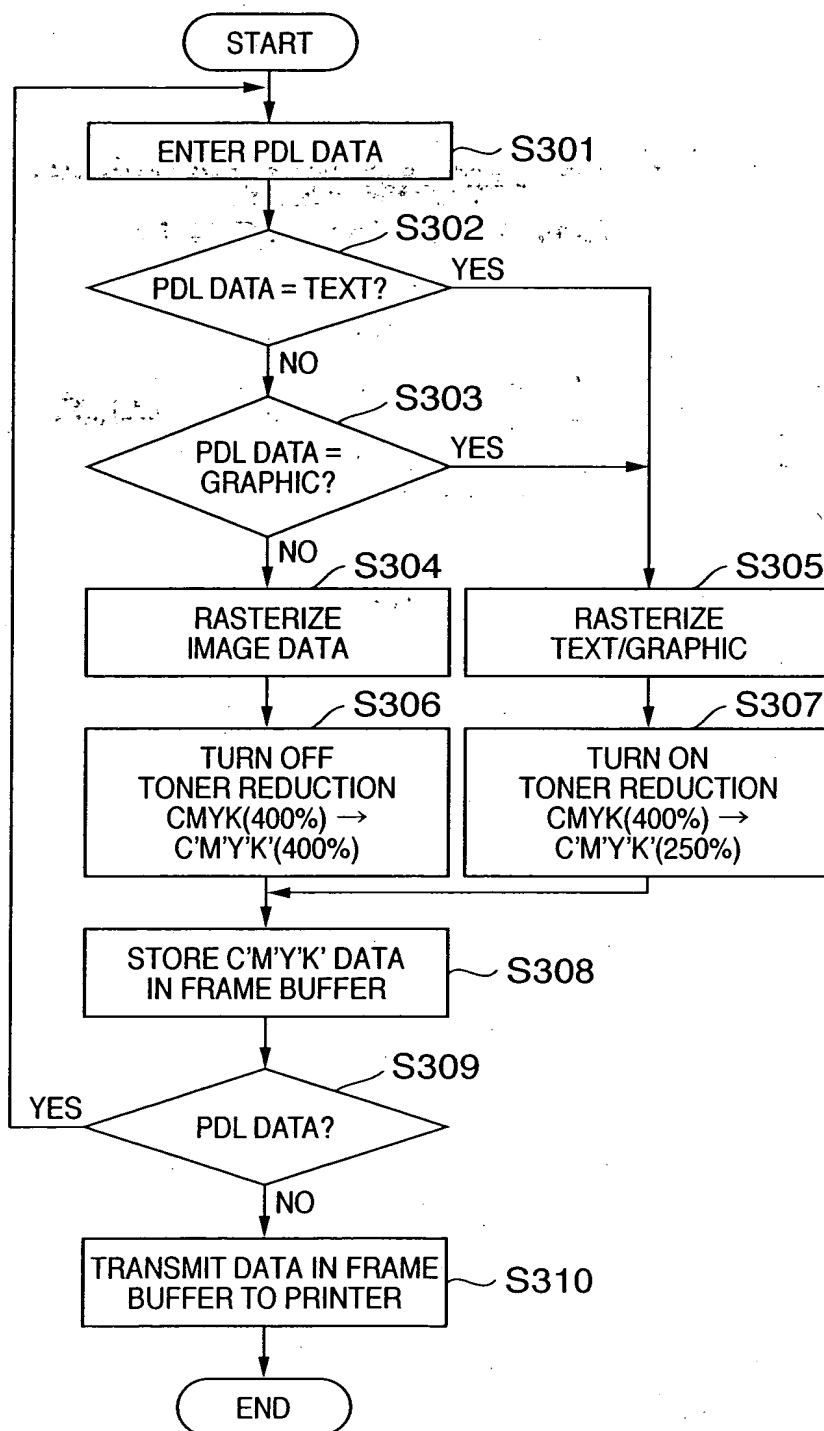 START
ENTER PDL DATA
S301
S302
PDL DATA = TEXT?
YES
NO
S303
PDL DATA =
GRAPHIC?
YES
NO
S304
RASTERIZE
IMAGE DATA
S305
RASTERIZE
TEXT/GRAPHIC
S306
TURN OFF
TONER REDUCTION
CMYK(400%) →
C'M'Y'K'(400%)
S307
TURN ON
TONER REDUCTION
CMYK(400%) →
C'M'Y'K'(250%)
STORE C'M'Y'K' DATA
IN FRAME BUFFER
S308
S309
YES
PDL DATA?
NO
TRANSMIT DATA IN FRAME
BUFFER TO PRINTER
S310
END